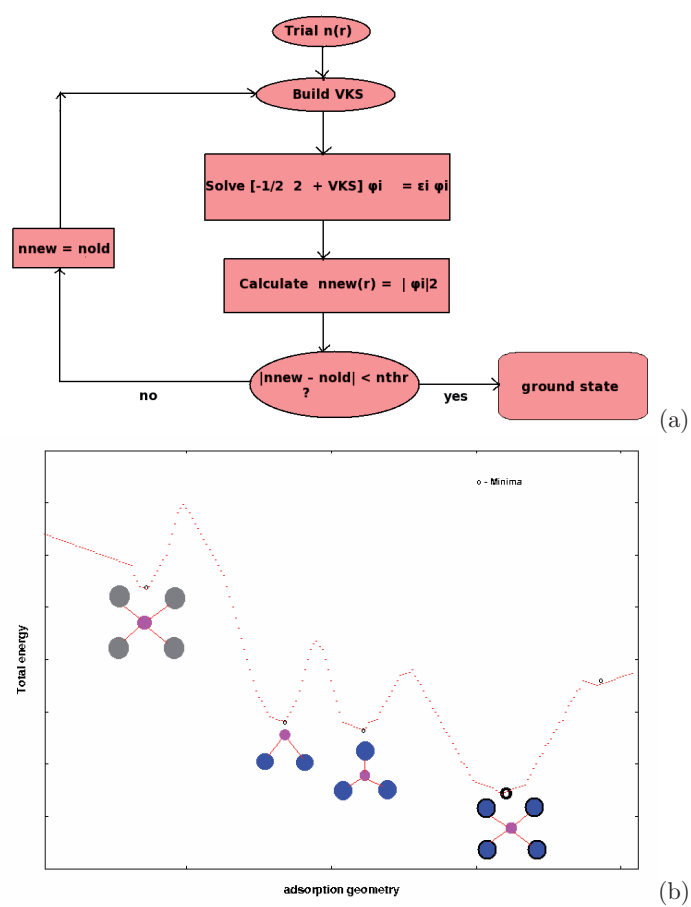 Trial n(r)
Build VKS
Solve [-1/2 2 + VKS] φi = εi φi
nnew = nold
Calculate nnew(r) = | φi|2
|nnew – nold| < nthr
?
no
yes
ground state
(a)
o - Minima
Total energy
adsorption geometry
(b)